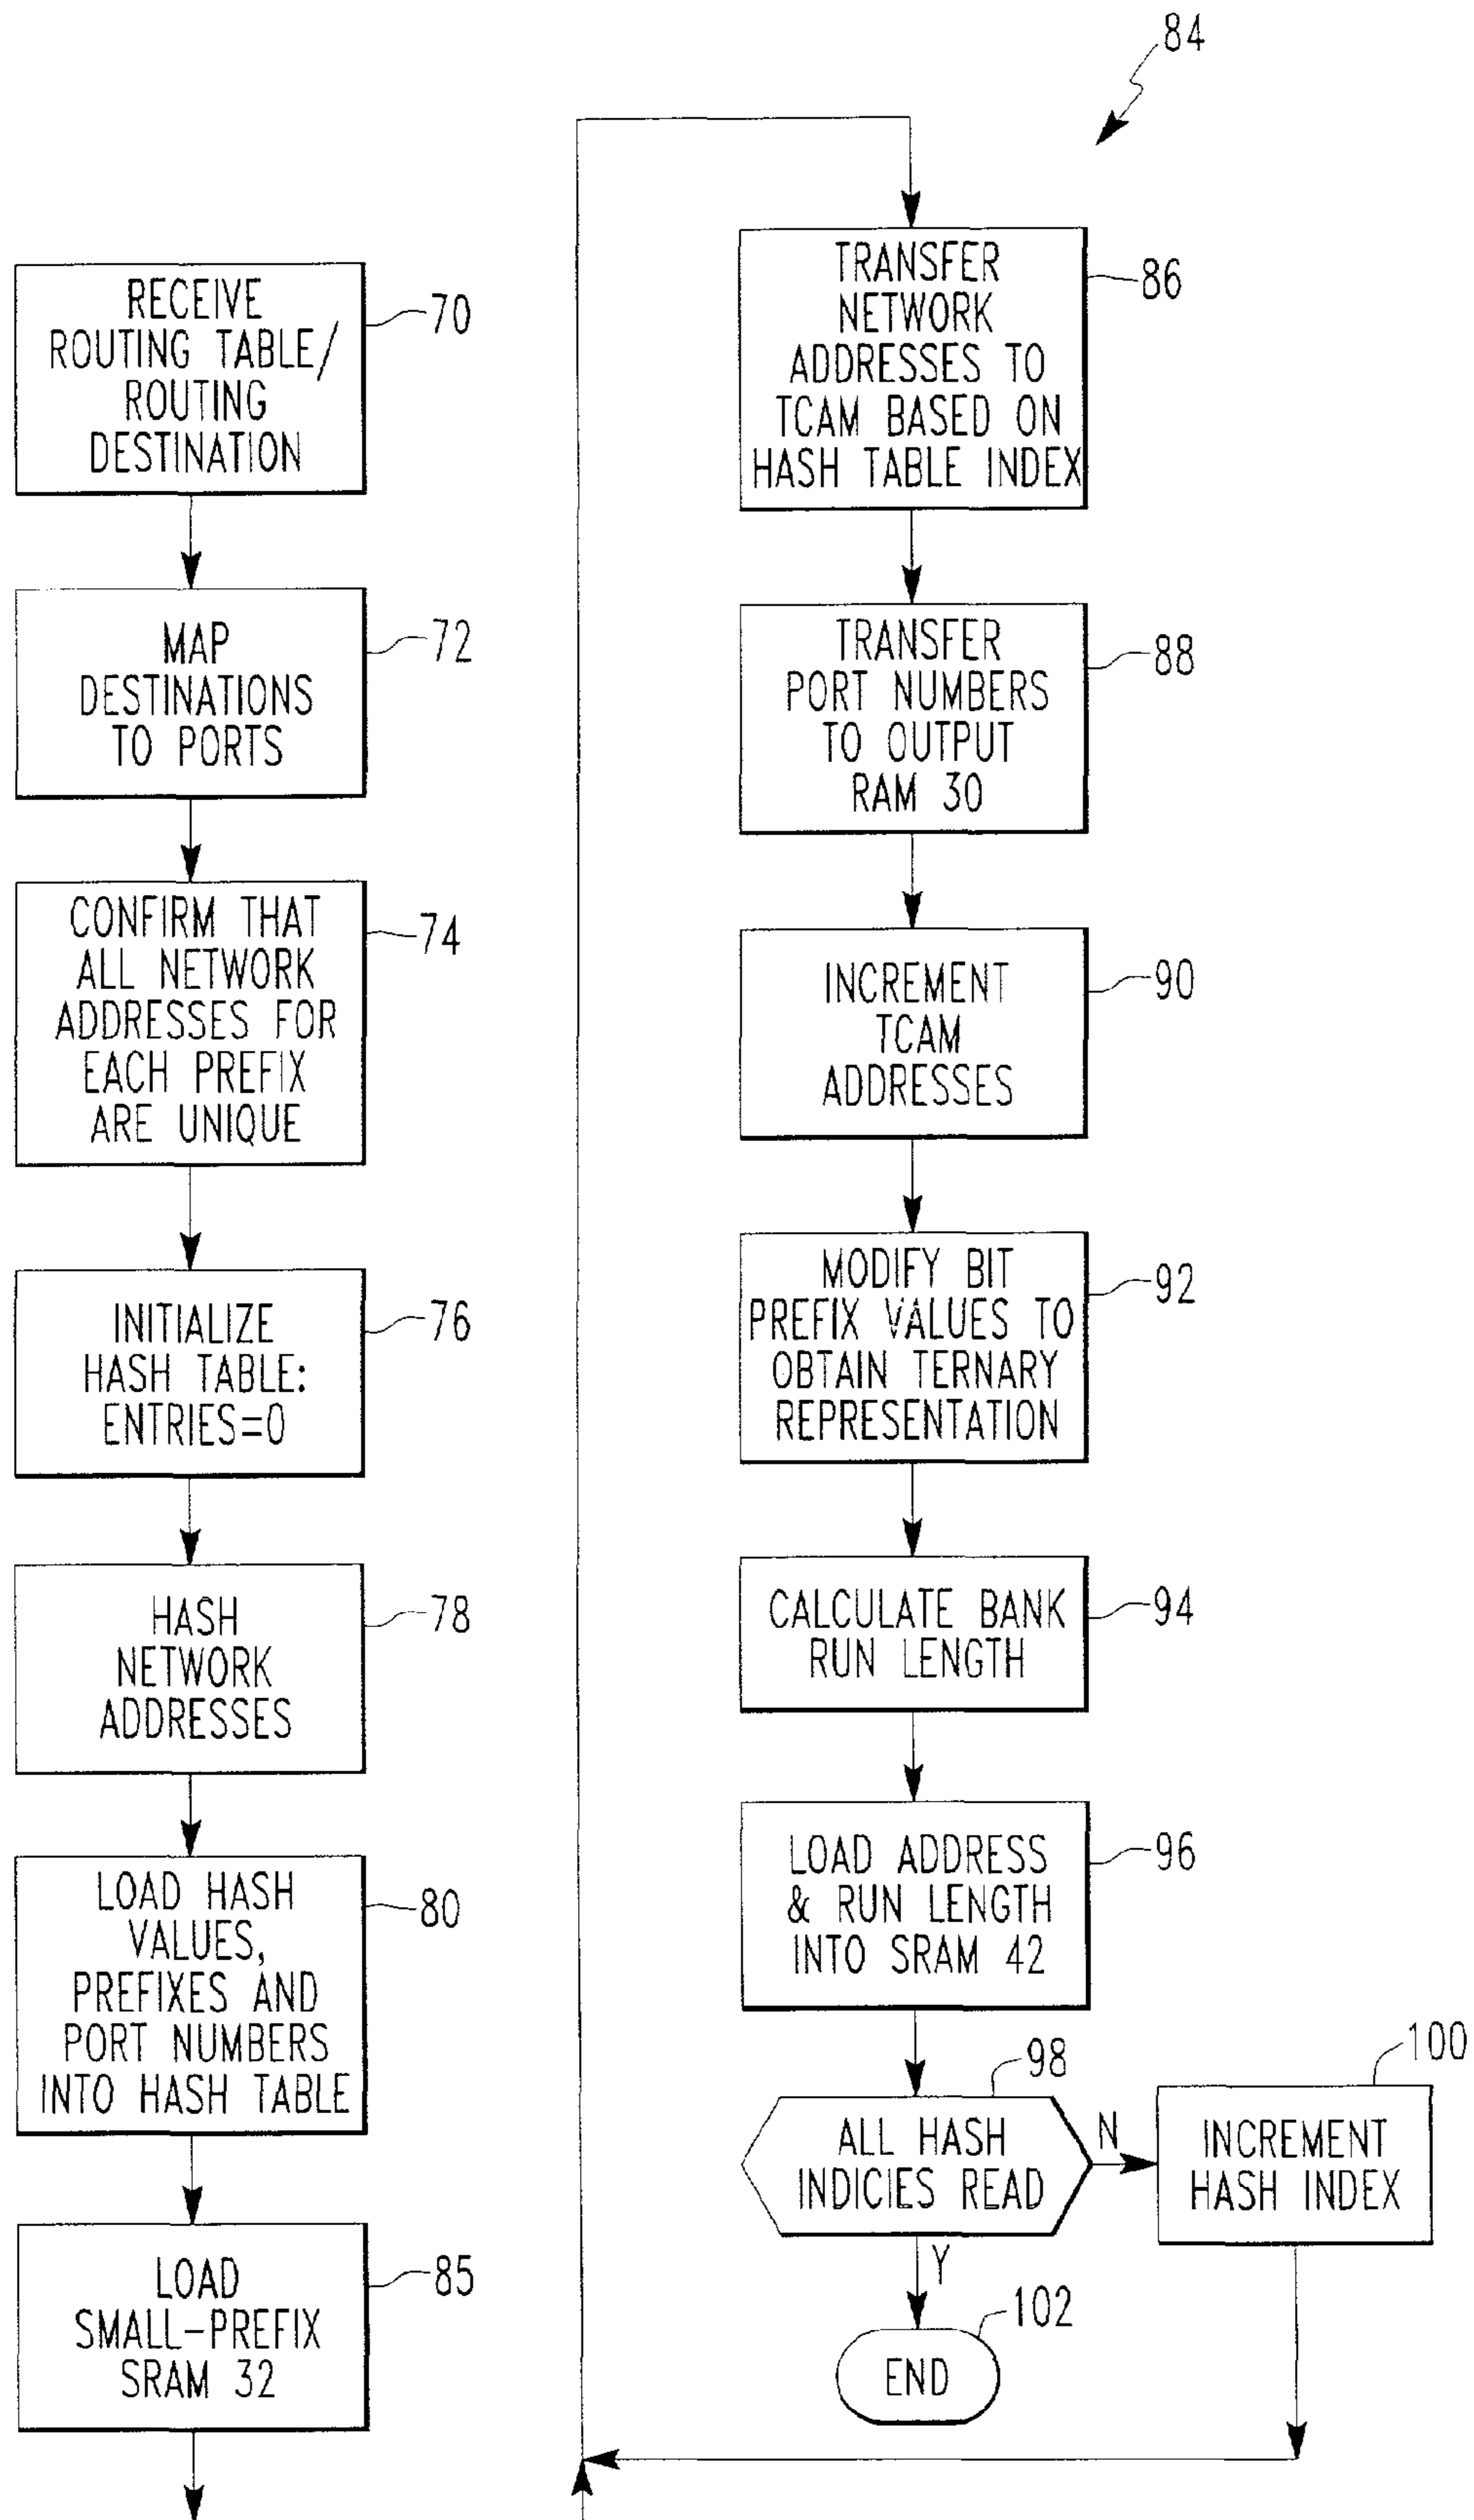 84
RECEIVE
ROUTING TABLE/
ROUTING
DESTINATION
70
MAP
DESTINATIONS
TO PORTS
72
CONFIRM THAT
ALL NETWORK
ADDRESSES FOR
EACH PREFIX
ARE UNIQUE
74
INITIALIZE
HASH TABLE:
ENTRIES=0
76
HASH
NETWORK
ADDRESSES
78
LOAD HASH
VALUES,
PREFIXES AND
PORT NUMBERS
INTO HASH TABLE
80
LOAD
SMALL-PREFIX
SRAM 32
85
TRANSFER
NETWORK
ADDRESSES TO
TCAM BASED ON
HASH TABLE INDEX
86
TRANSFER
PORT NUMBERS
TO OUTPUT
RAM 30
88
INCREMENT
TCAM
ADDRESSES
90
MODIFY BIT
PREFIX VALUES TO
OBTAIN TERNARY
REPRESENTATION
92
CALCULATE BANK
RUN LENGTH
94
LOAD ADDRESS
& RUN LENGTH
INTO SRAM 42
96
ALL HASH
INDICIES READ
98
N
INCREMENT
HASH INDEX
100
Y
END
102